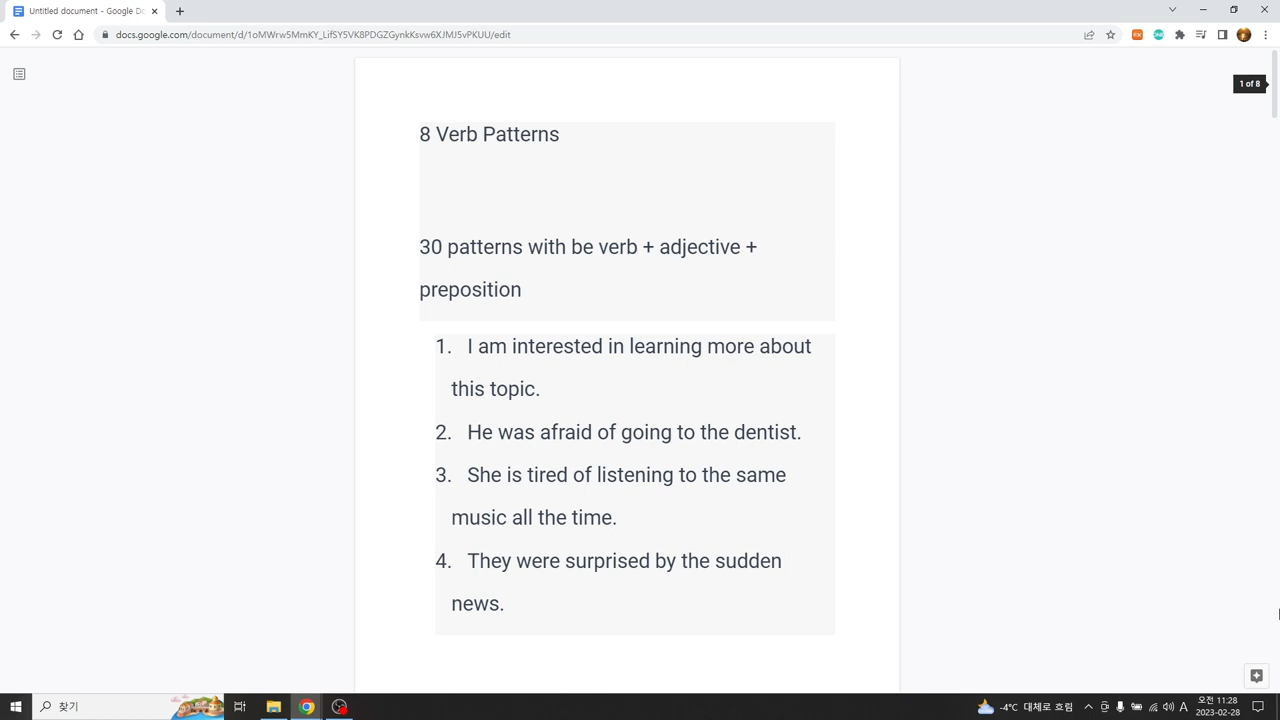 Untitled document - Google Do
docs.google.com/document/d/1oMWrw5MmKY_LifSY5VK8PDGZGynkKsvw6XJMJ5vPKUU/edit
1 of 8
8 Verb Patterns
30 patterns with be verb + adjective +
preposition
1. I am interested in learning more about
this topic.
2. He was afraid of going to the dentist.
3. She is tired of listening to the same
music all the time.
4. They were surprised by the sudden
news.
찾기
-4°C 대체로 흐림
A
오전 11:28
2023-02-28